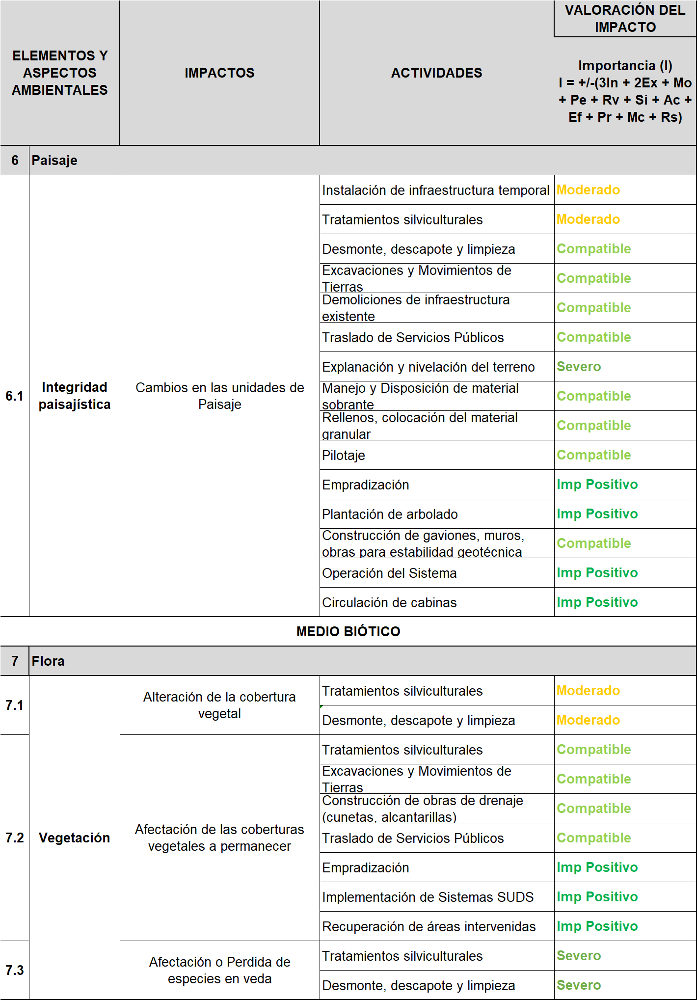 ELEMENTOS Y
ASPECTOS
AMBIENTALES
IMPACTOS
ACTIVIDADES
VALORACIÓN DEL
IMPACTO
Importancia (I)
I = +/-(3In + 2Ex + Mo
+ Pe + Rv + Si + Ac +
Ef + Pr + Mc + Rs)
6 Paisaje
6.1
Integridad
paisajística
Cambios en las unidades de
Paisaje
Instalación de infraestructura temporal Moderado
Tratamientos silviculturales Moderado
Desmonte, descapote y limpieza Compatible
Excavaciones y Movimientos de
Tierras
Compatible
Demoliciones de infraestructura
existente
Compatible
Traslado de Servicios Públicos Compatible
Explanación y nivelación del terreno Severo
Manejo y Disposición de material
sobrante
Compatible
Rellenos, colocación del material
granular
Compatible
Pilotaje Compatible
Empradización Imp Positivo
Plantación de arbolado Imp Positivo
Construcción de gaviones, muros,
obras para estabilidad geotécnica
Compatible
Operación del Sistema Imp Positivo
Circulación de cabinas Imp Positivo
MEDIO BIÓTICO
7 Flora
7.1
Vegetación
Alteración de la cobertura
vegetal
Tratamientos silviculturales Moderado
Desmonte, descapote y limpieza Moderado
7.2
Afectación de las coberturas
vegetales a permanecer
Tratamientos silviculturales Compatible
Excavaciones y Movimientos de
Tierras
Compatible
Construcción de obras de drenaje
(cunetas, alcantarillas)
Compatible
Traslado de Servicios Públicos Compatible
Empradización Imp Positivo
Implementación de Sistemas SUDS Imp Positivo
Recuperación de áreas intervenidas Imp Positivo
7.3
Afectación o Perdida de
especies en veda
Tratamientos silviculturales Severo
Desmonte, descapote y limpieza Severo